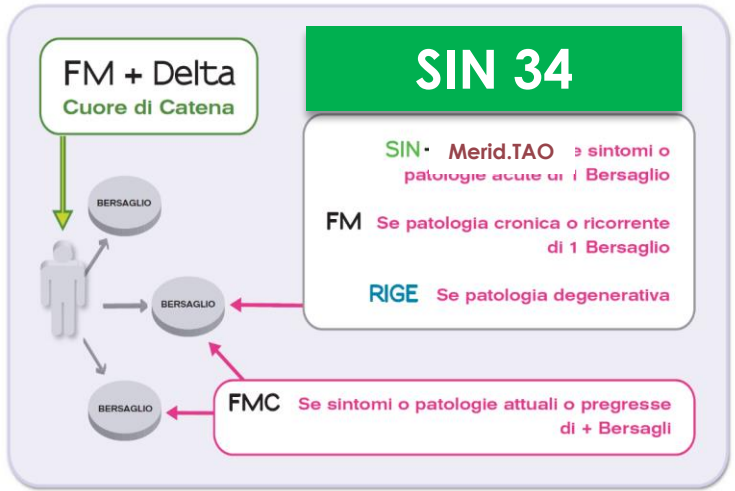 FM + Delta
Cuore di Catena
SIN 34
SIN - Merid.TAO e sintomi o
patologie acute di 1 Bersaglio
FM Se patologia cronica o ricorrente
di 1 Bersaglio
RIGE Se patologia degenerativa
BERSAGLIO
BERSAGLIO
BERSAGLIO
FMC Se sintomi o patologie attuali o pregresse
di + Bersagli